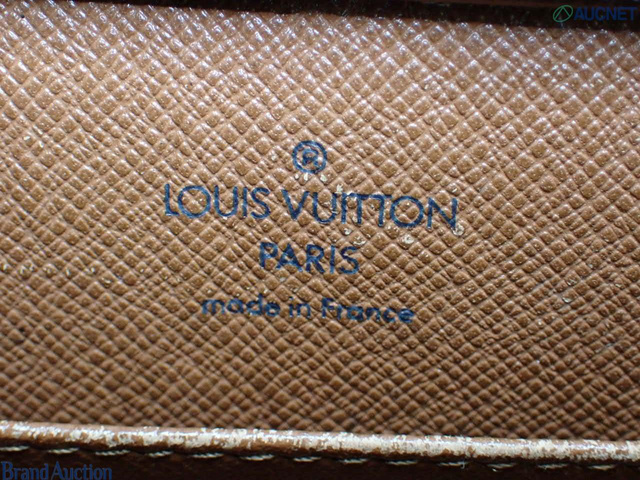 AUCNET
®
LOUIS VUITTON
PARIS
made in France
Brand Auction